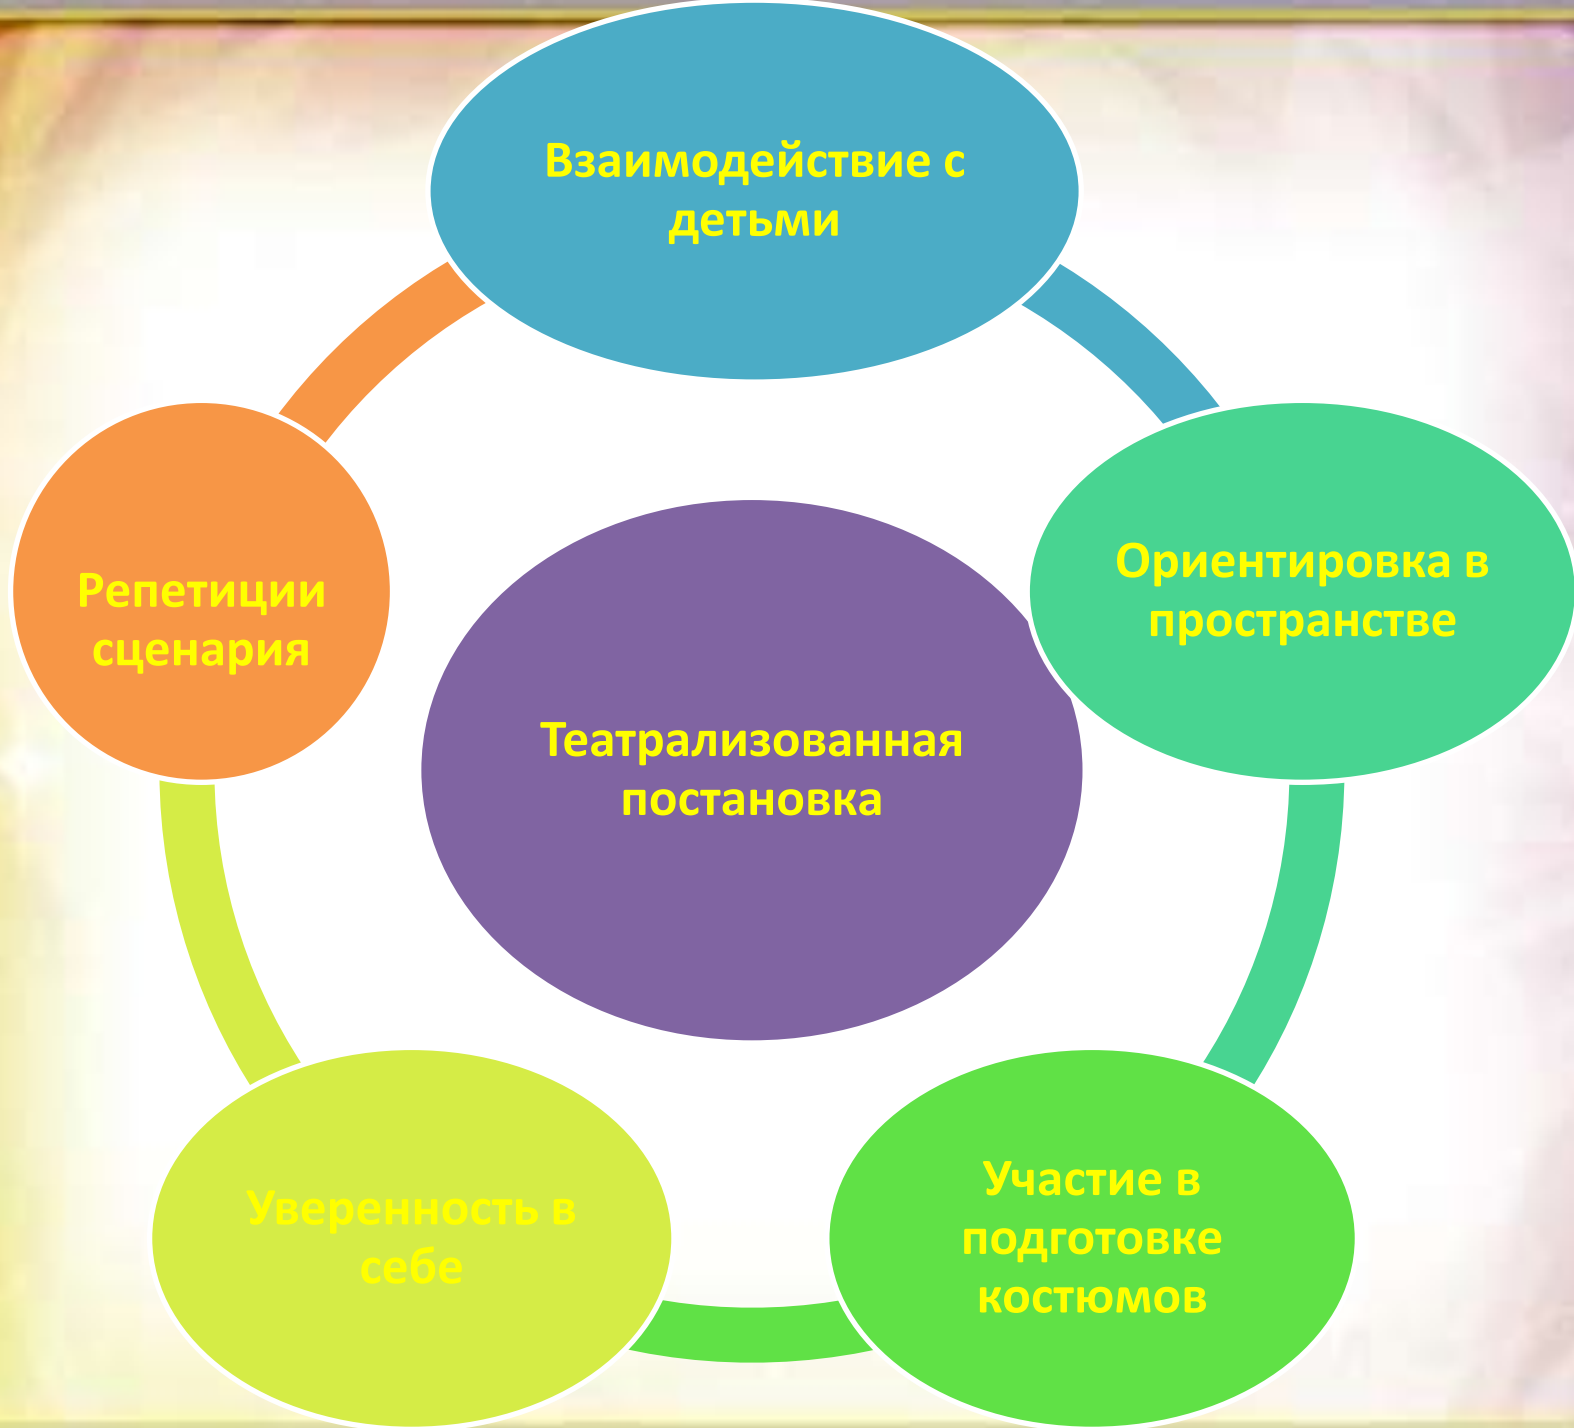 Взаимодействие с
детьми
Ориентировка в
пространстве
Участие в
подготовке
костюмов
Уверенность в
себе
Репетиции
сценария
Театрализованная
постановка